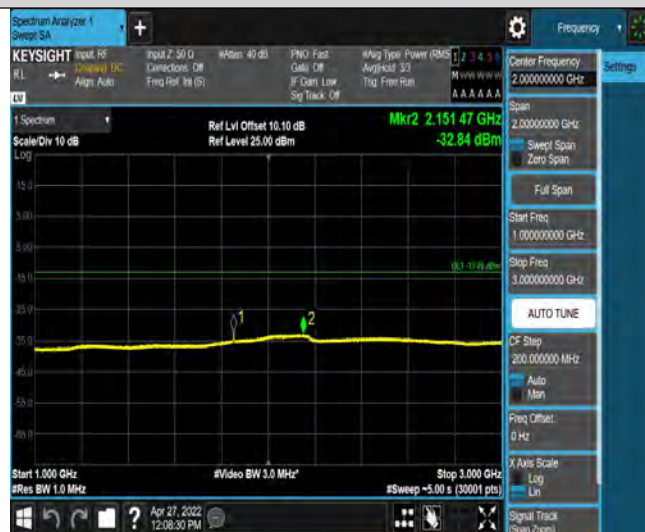 Spectrum Analyzer 1
Swept SA
+
Frequency
KEYSIGHT
Input: RF
Coupling: DC
Align: Auto
Input Z: 50 Ω
Corrections: Off
Freq Ref: Int (S)
#Atten: 40 dB
PNO: Fast
Gate: Off
IF Gain: Low
Sig Track: Off
#Avg Type: Power (RMS
Avg|Hold: 3/3
Trig: Free Run
1 2 3 4 5 6
M W W W W W
A A A A A A
RL
LV
1 Spectrum
Scale/Div 10 dB
Log
Ref Lvl Offset 10.10 dB
Ref Level 25.00 dBm
Mkr2 2.151 47 GHz
-32.84 dBm
15.0
5.00
-5.00
-15.0
-25.0
-35.0
-45.0
-55.0
-65.0
1
2
Start 1.000 GHz
#Res BW 1.0 MHz
#Video BW 3.0 MHz*
Stop 3.000 GHz
#Sweep ~5.00 s (30001 pts)
Apr 27, 2022
12:08:30 PM
?
Center Frequency
2.000000000 GHz
Settings
Span
2.00000000 GHz
Swept Span
Zero Span
Full Span
Start Freq
1.000000000 GHz
Stop Freq
3.000000000 GHz
AUTO TUNE
CF Step
200.000000 MHz
Auto
Man
Freq Offset
0 Hz
X Axis Scale
Log
Lin
Signal Track
(Span Zoom)